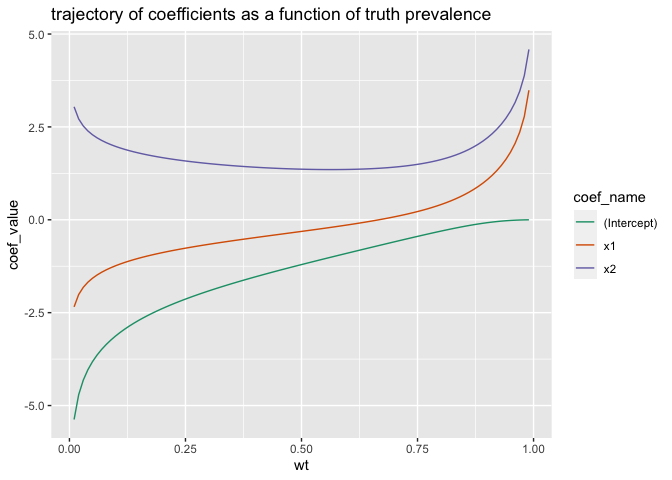 trajectory of coefficients as a function of truth prevalence
5.0
2.5
0.0
-2.5
-5.0
coef_value
0.00
0.25
0.50
0.75
1.00
wt
coef_name
(Intercept)
x1
x2